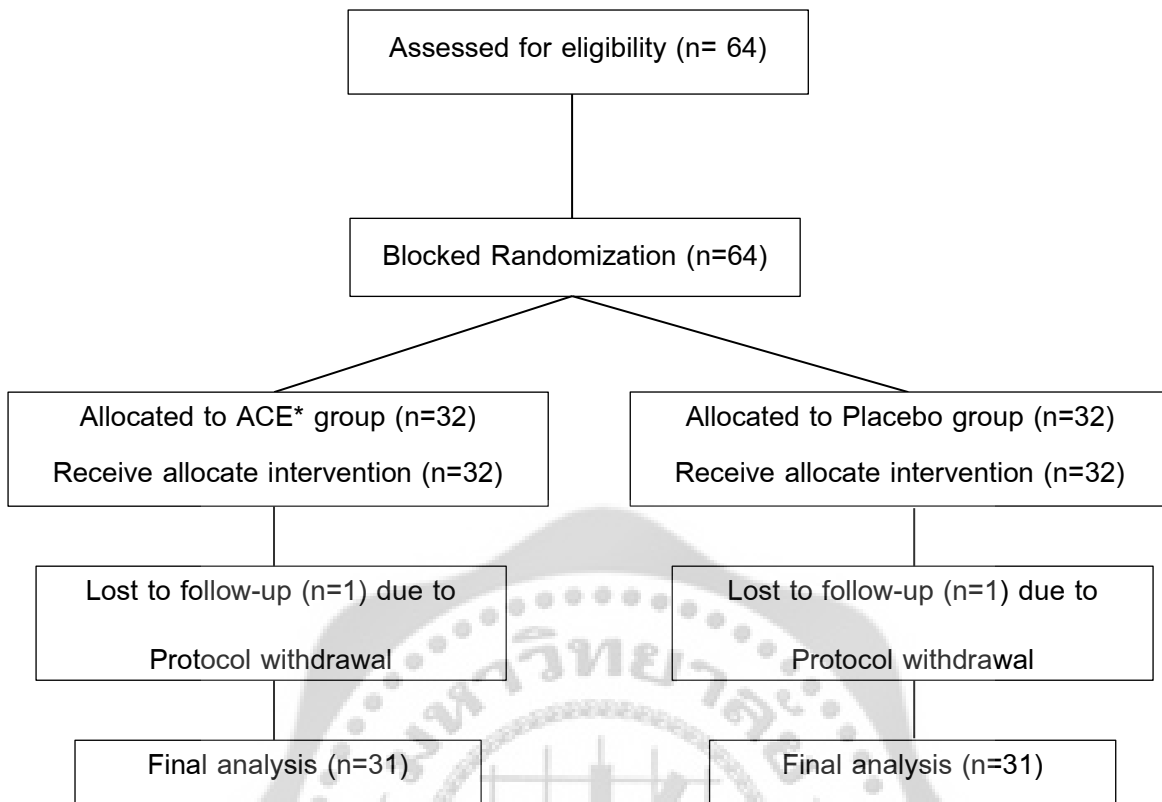 Assessed for eligibility (n= 64)
Blocked Randomization (n=64)
Allocated to ACE* group (n=32)
Receive allocate intervention (n=32)
Allocated to Placebo group (n=32)
Receive allocate intervention (n=32)
Lost to follow-up (n=1) due to
Protocol withdrawal
Lost to follow-up (n=1) due to
Protocol withdrawal
Final analysis (n=31)
Final analysis (n=31)